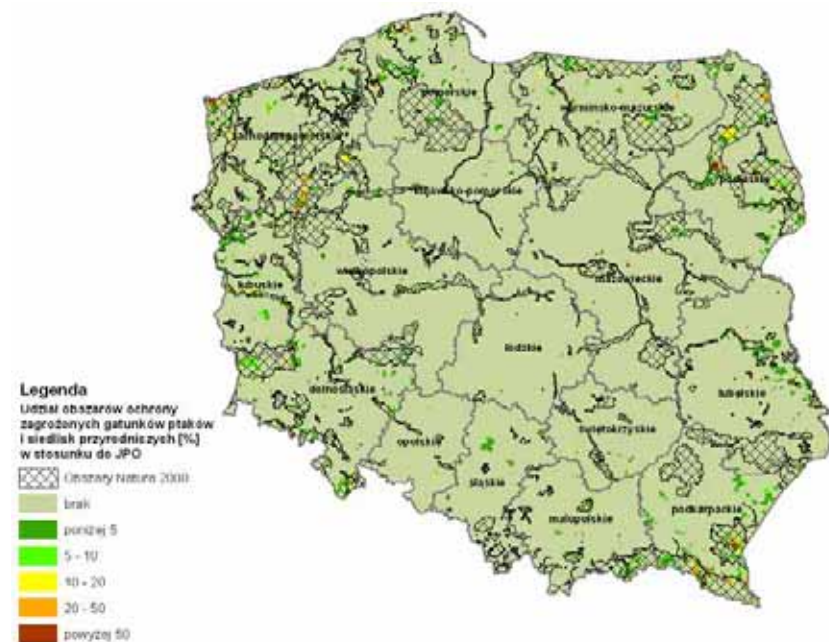 pomorskie
warmińsko-mazurskie
zachodniopomorskie
podlaskie
kujawsko-pomorskie
wielkopolskie
mazowieckie
lubuskie
łódzkie
dolnośląskie
lubelskie
opolskie
świętokrzyskie
śląskie
małopolskie
podkarpackie
Legenda
Udział obszarów ochrony
zagrożonych gatunków ptaków
i siedlisk przyrodniczych [%]
w stosunku do JPO
Obszary Natura 2000
brak
poniżej 5
5 - 10
10 - 20
20 - 50
powyżej 50